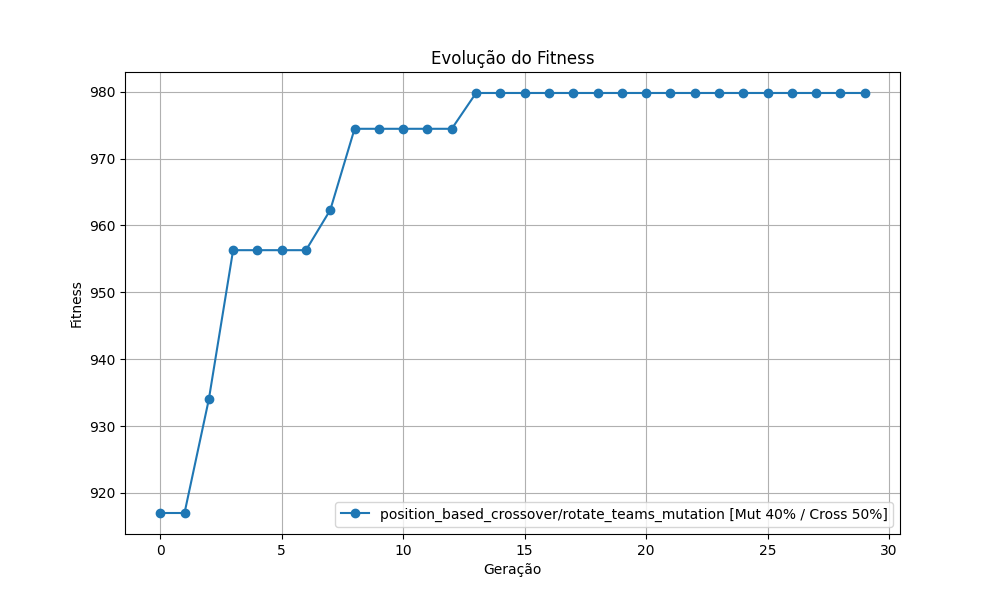 Evolução do Fitness
980
970
960
950
940
930
920
Fitness
position_based_crossover/rotate_teams_mutation [Mut 40% / Cross 50%]
0 5 10 15 20 25 30
Geração